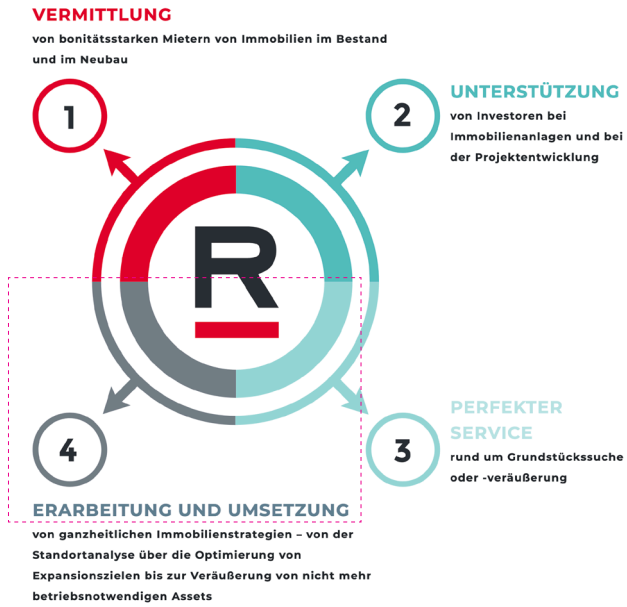 VERMITTLUNG
von bonitätsstarken Mietern von Immobilien im Bestand
und im Neubau
1
2
UNTERSTÜTZUNG
von Investoren bei
Immobilienanlagen und bei
der Projektentwicklung
R
4
3
PERFEKTER
SERVICE
rund um Grundstückssuche
oder -veräußerung
ERARBEITUNG UND UMSETZUNG
von ganzheitlichen Immobilienstrategien – von der
Standortanalyse über die Optimierung von
Expansionszielen bis zur Veräußerung von nicht mehr
betriebsnotwendigen Assets